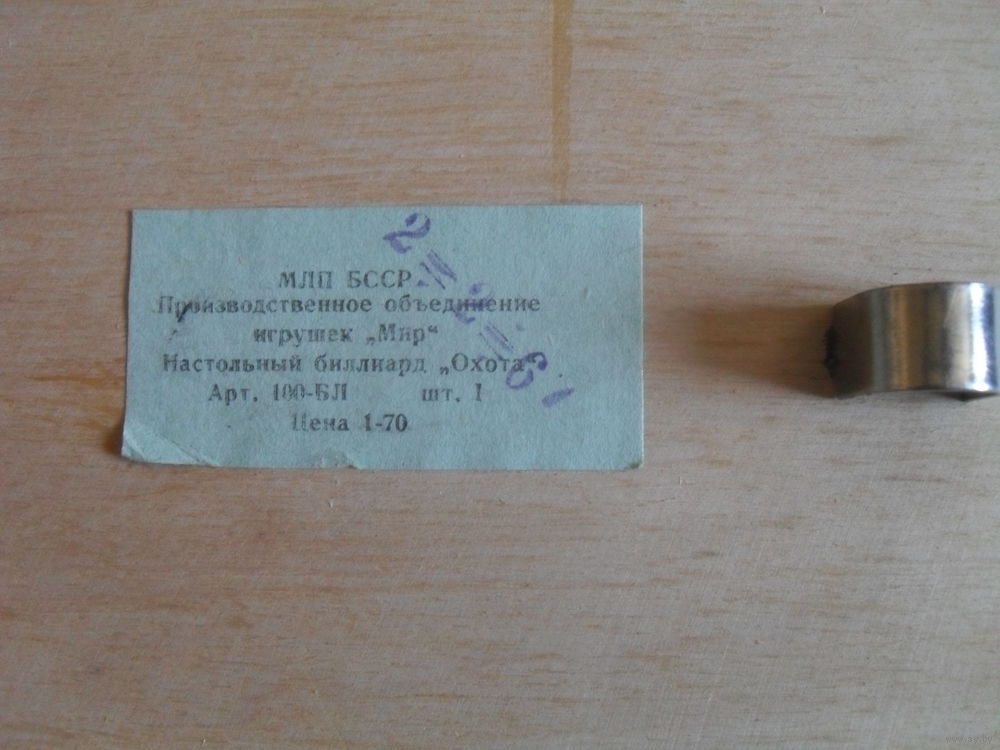 МЛП БССР
Производственное объединение
игрушек „Мир“
Настольный биллиард „Охота“
Арт. 100-БЛ шт. 1
Цена 1-70